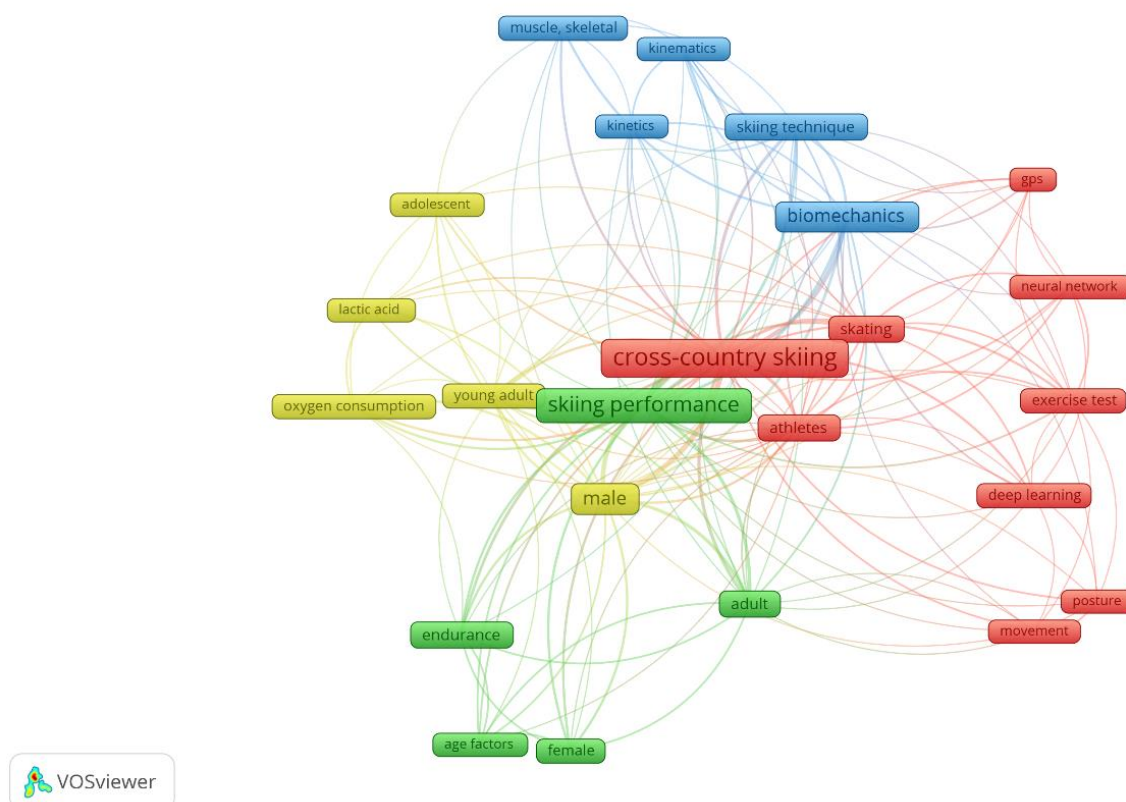 muscle, skeletal
kinematics
kinetics
skiing technique
gps
adolescent
biomechanics
neural network
lactic acid
skating
cross-country skiing
young adult
oxygen consumption
skiing performance
exercise test
athletes
male
deep learning
adult
posture
endurance
movement
age factors
female
VOSviewer